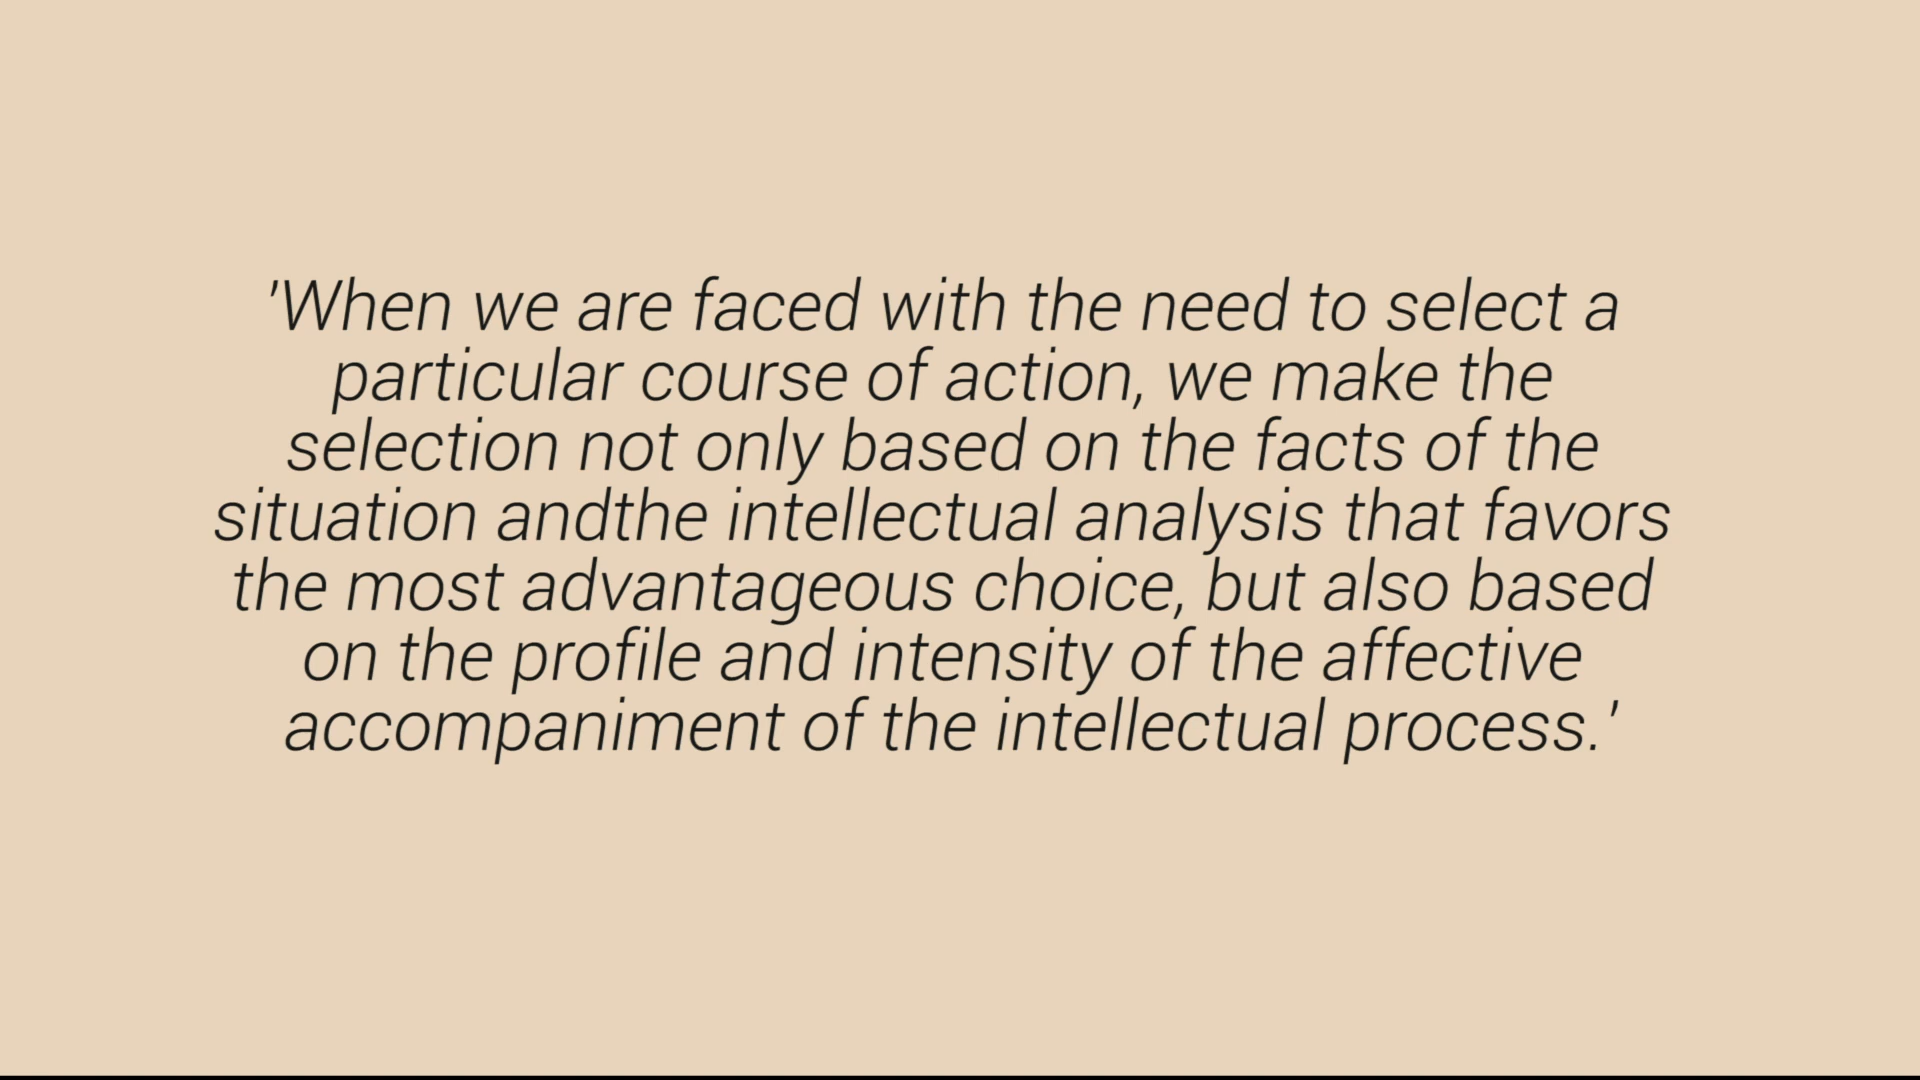 'When we are faced with the need to select a
particular course of action, we make the
selection not only based on the facts of the
situation andthe intellectual analysis that favors
the most advantageous choice, but also based
on the profile and intensity of the affective
accompaniment of the intellectual process.'